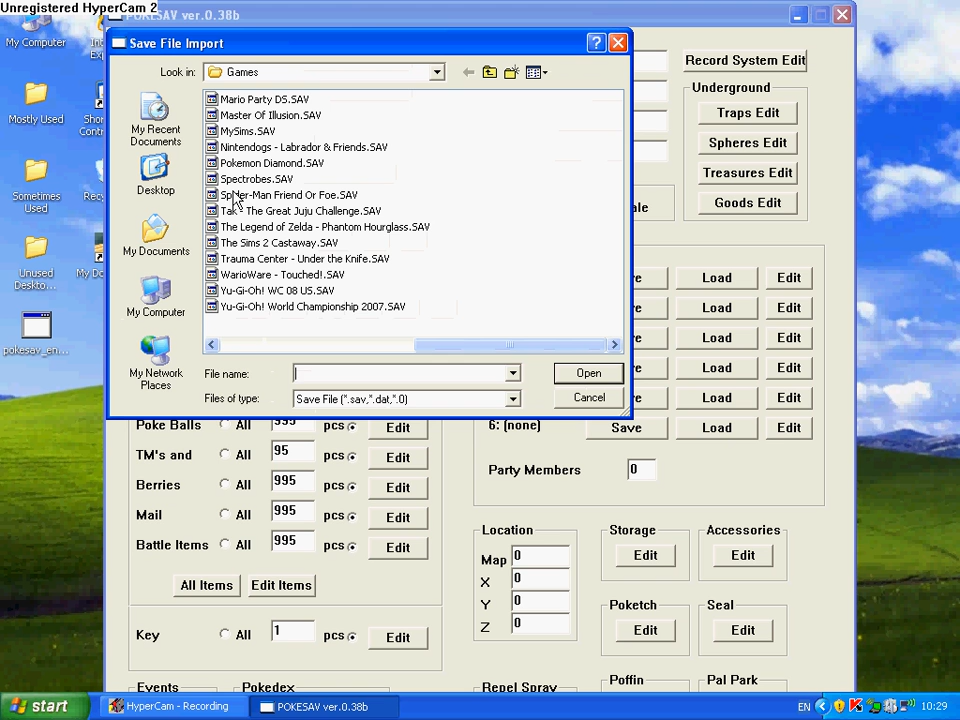 Unregistered HyperCam 2
POKESAV ver.0.38b
My Computer
Mostly Used
Sometimes
Used
Unused
Deskto...
pokesav_en...
Save File Import
Look in:
Games
My Recent
Documents
Desktop
My Documents
My Computer
My Network
Places
Mario Party DS.SAV
Master Of Illusion.SAV
MySims.SAV
Nintendogs - Labrador & Friends.SAV
Pokemon Diamond.SAV
Spectrobes.SAV
Spider-Man Friend Or Foe.SAV
Tak - The Great Juju Challenge.SAV
The Legend of Zelda - Phantom Hourglass.SAV
The Sims 2 Castaway.SAV
Trauma Center - Under the Knife.SAV
WarioWare - Touched!.SAV
Yu-Gi-Oh! WC 08 US.SAV
Yu-Gi-Oh! World Championship 2007.SAV
File name:
Open
Files of type:
Save File (*.sav,*.dat,*.0)
Cancel
Record System Edit
Underground
Traps Edit
Spheres Edit
Treasures Edit
Goods Edit
Load Edit
Load Edit
Load Edit
Load Edit
Load Edit
6: (none) Save Load Edit
Party Members 0
Poke Balls All 995 pcs Edit
TM's and All 95 pcs Edit
Berries All 995 pcs Edit
Mail All 995 pcs Edit
Battle Items All 995 pcs Edit
All Items Edit Items
Key All 1 pcs Edit
Location
Map 0
X 0
Y 0
Z 0
Storage
Edit
Accessories
Edit
Poketch
Edit
Seal
Edit
Events
Pokedex
Repel Spray
Poffin
Pal Park
start
HyperCam - Recording
POKESAV ver.0.38b
EN
10:29